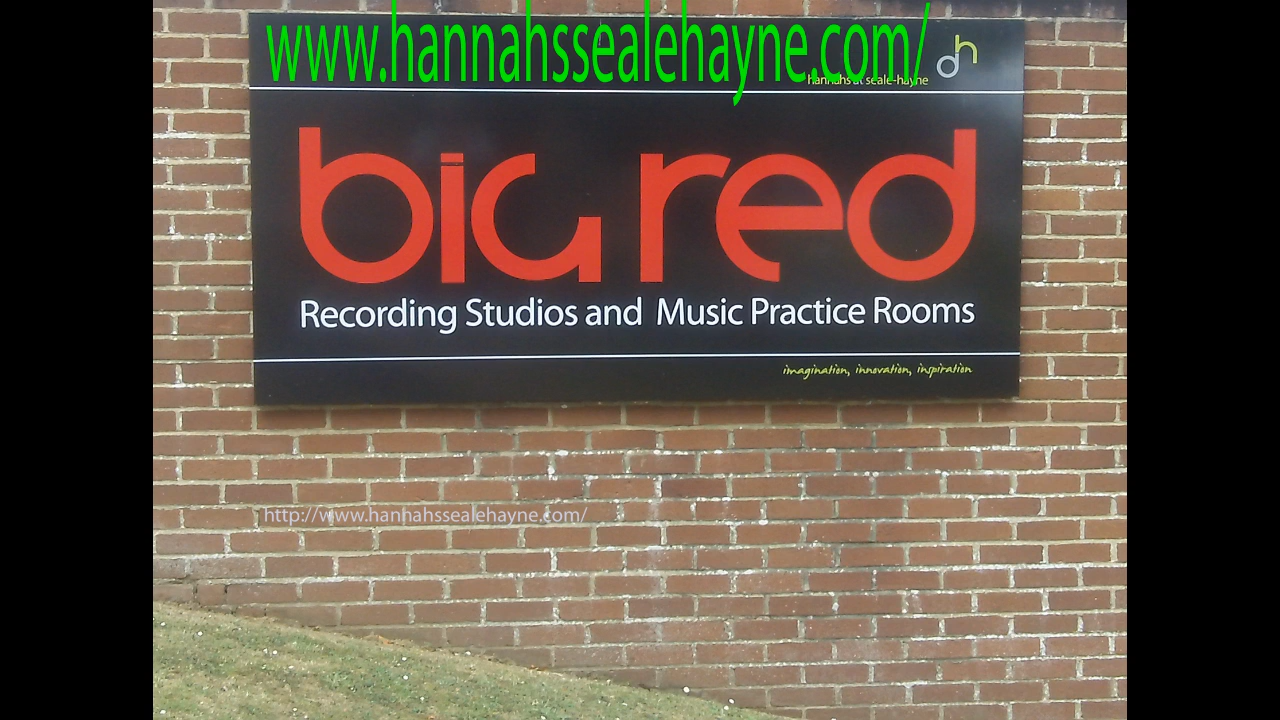 www.hannahssealehayne.com/
dh
hannahs at seale-hayne
big red
Recording Studios and Music Practice Rooms
imagination, innovation, inspiration
http://www.hannahssealehayne.com/